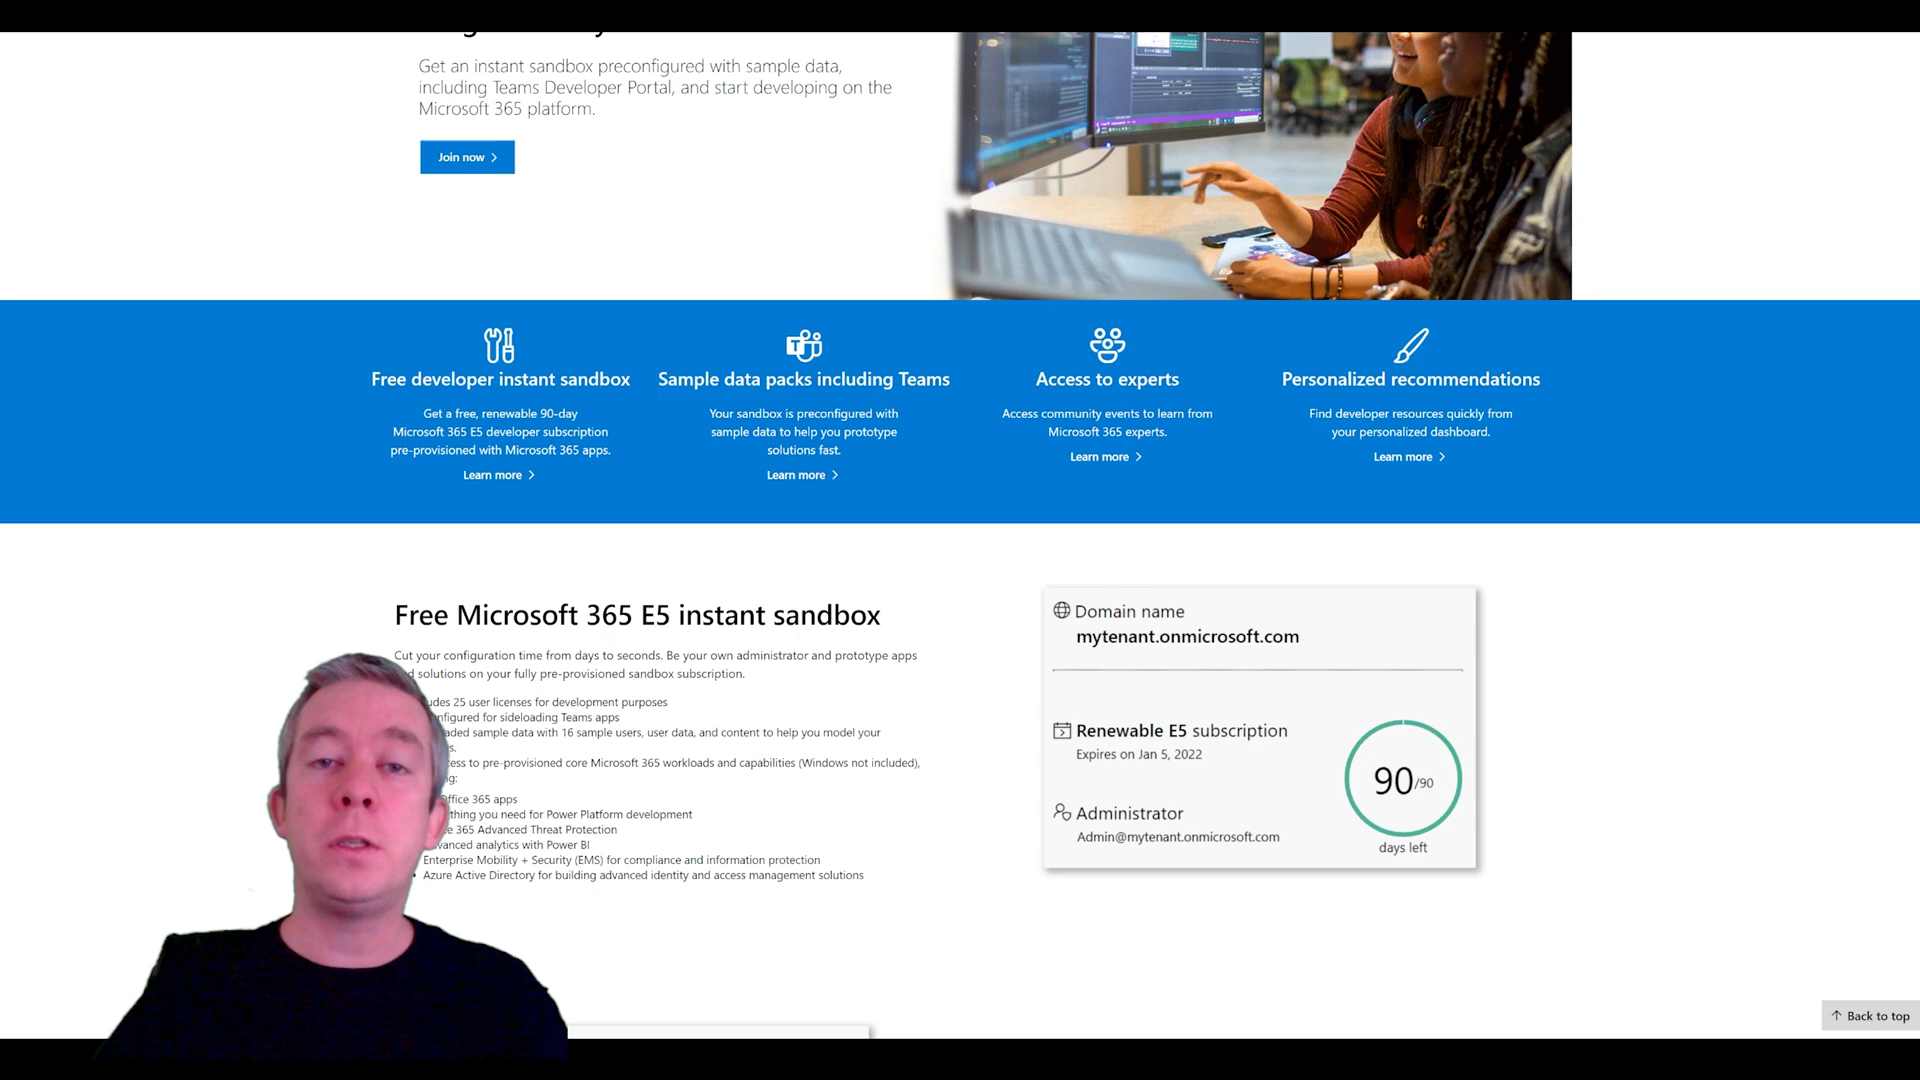 Get an instant sandbox preconfigured with sample data,
including Teams Developer Portal, and start developing on the
Microsoft 365 platform.
Join now
Free developer instant sandbox
Get a free, renewable 90-day
Microsoft 365 E5 developer subscription
pre-provisioned with Microsoft 365 apps.
Learn more
Sample data packs including Teams
Your sandbox is preconfigured with
sample data to help you prototype
solutions fast.
Learn more
Access to experts
Access community events to learn from
Microsoft 365 experts.
Learn more
Personalized recommendations
Find developer resources quickly from
your personalized dashboard.
Learn more
Free Microsoft 365 E5 instant sandbox
Cut your configuration time from days to seconds. Be your own administrator and prototype apps
solutions on your fully pre-provisioned sandbox subscription.
25 user licenses for development purposes
for sideloading Teams apps
sample data with 16 sample users, user data, and content to help you model your
to pre-provisioned core Microsoft 365 workloads and capabilities (Windows not included),
365 apps
you need for Power Platform development
365 Advanced Threat Protection
analytics with Power BI
Enterprise Mobility + Security (EMS) for compliance and information protection
Azure Active Directory for building advanced identity and access management solutions
Domain name
mytenant.onmicrosoft.com
Renewable E5 subscription
Expires on Jan 5, 2022
90/90
days left
Administrator
Admin@mytenant.onmicrosoft.com
Back to top